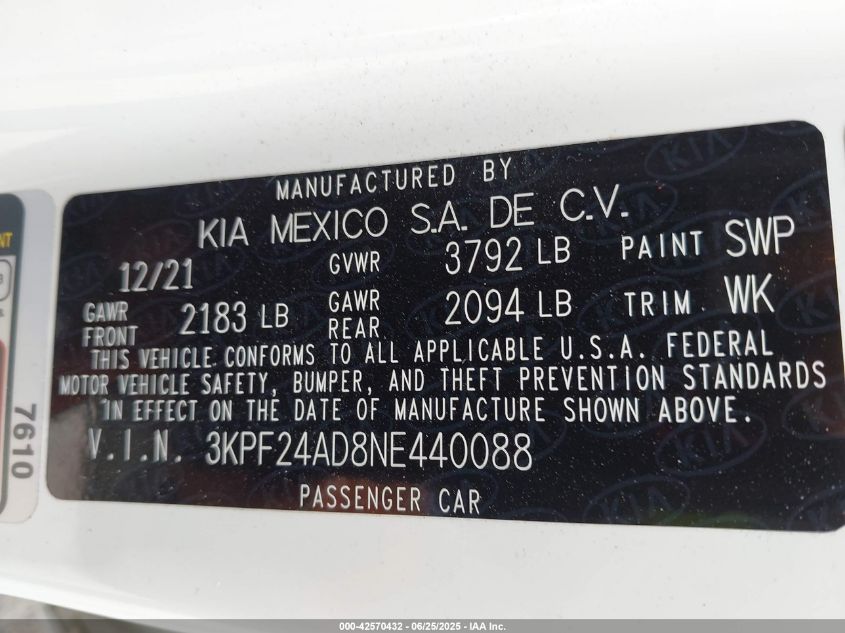 MANUFACTURED BY
KIA MEXICO S.A. DE C.V.
12/21 GVWR 3792 LB PAINT SWP
GAWR FRONT 2183 LB GAWR REAR 2094 LB TRIM WK
THIS VEHICLE CONFORMS TO ALL APPLICABLE U.S.A. FEDERAL
MOTOR VEHICLE SAFETY, BUMPER, AND THEFT PREVENTION STANDARDS
IN EFFECT ON THE DATE OF MANUFACTURE SHOWN ABOVE.
V.I.N. 3KPF24AD8NE440088
PASSENGER CAR
7610
000-42570432 - 06/25/2025 - IAA Inc.